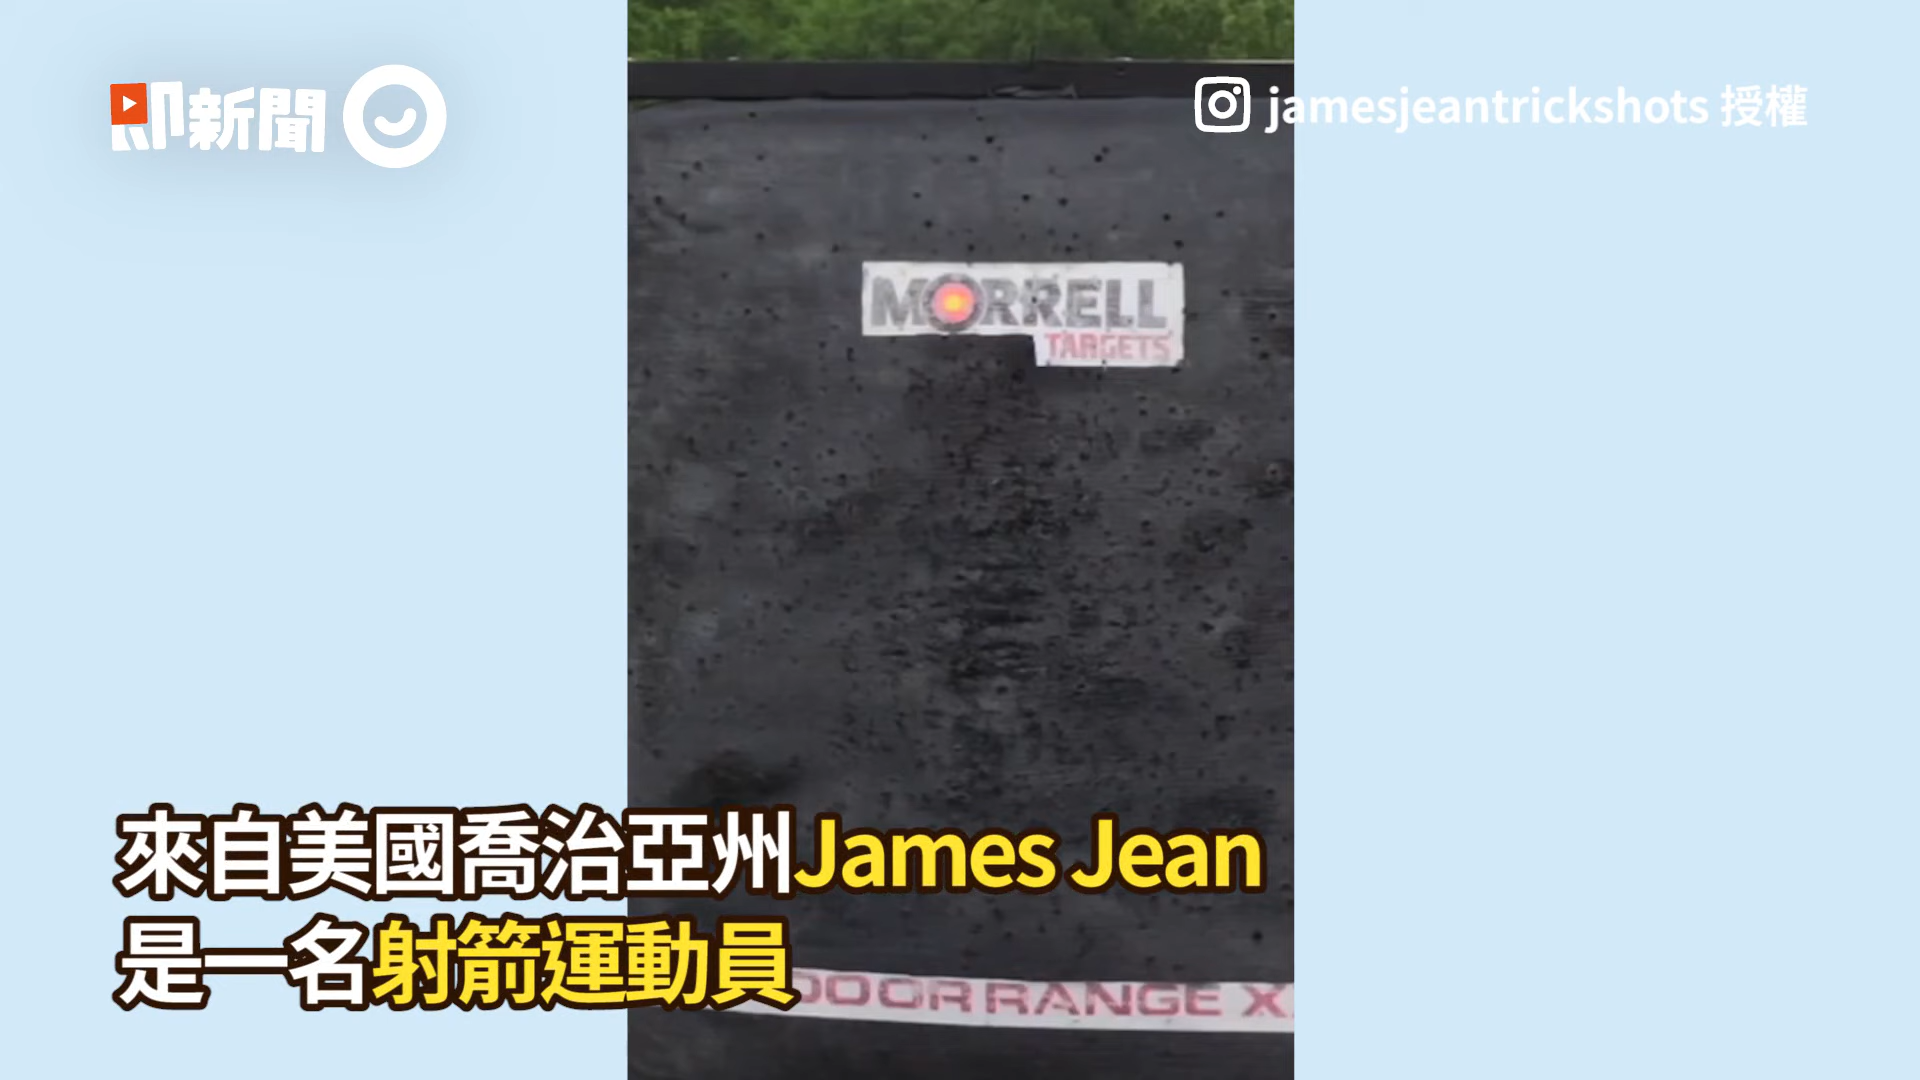 即新聞
jamesjeantrickshots 授權
MORRELL
TARGETS
來自美國喬治亞州James Jean
是一名射箭運動員
DOOR RANGE X